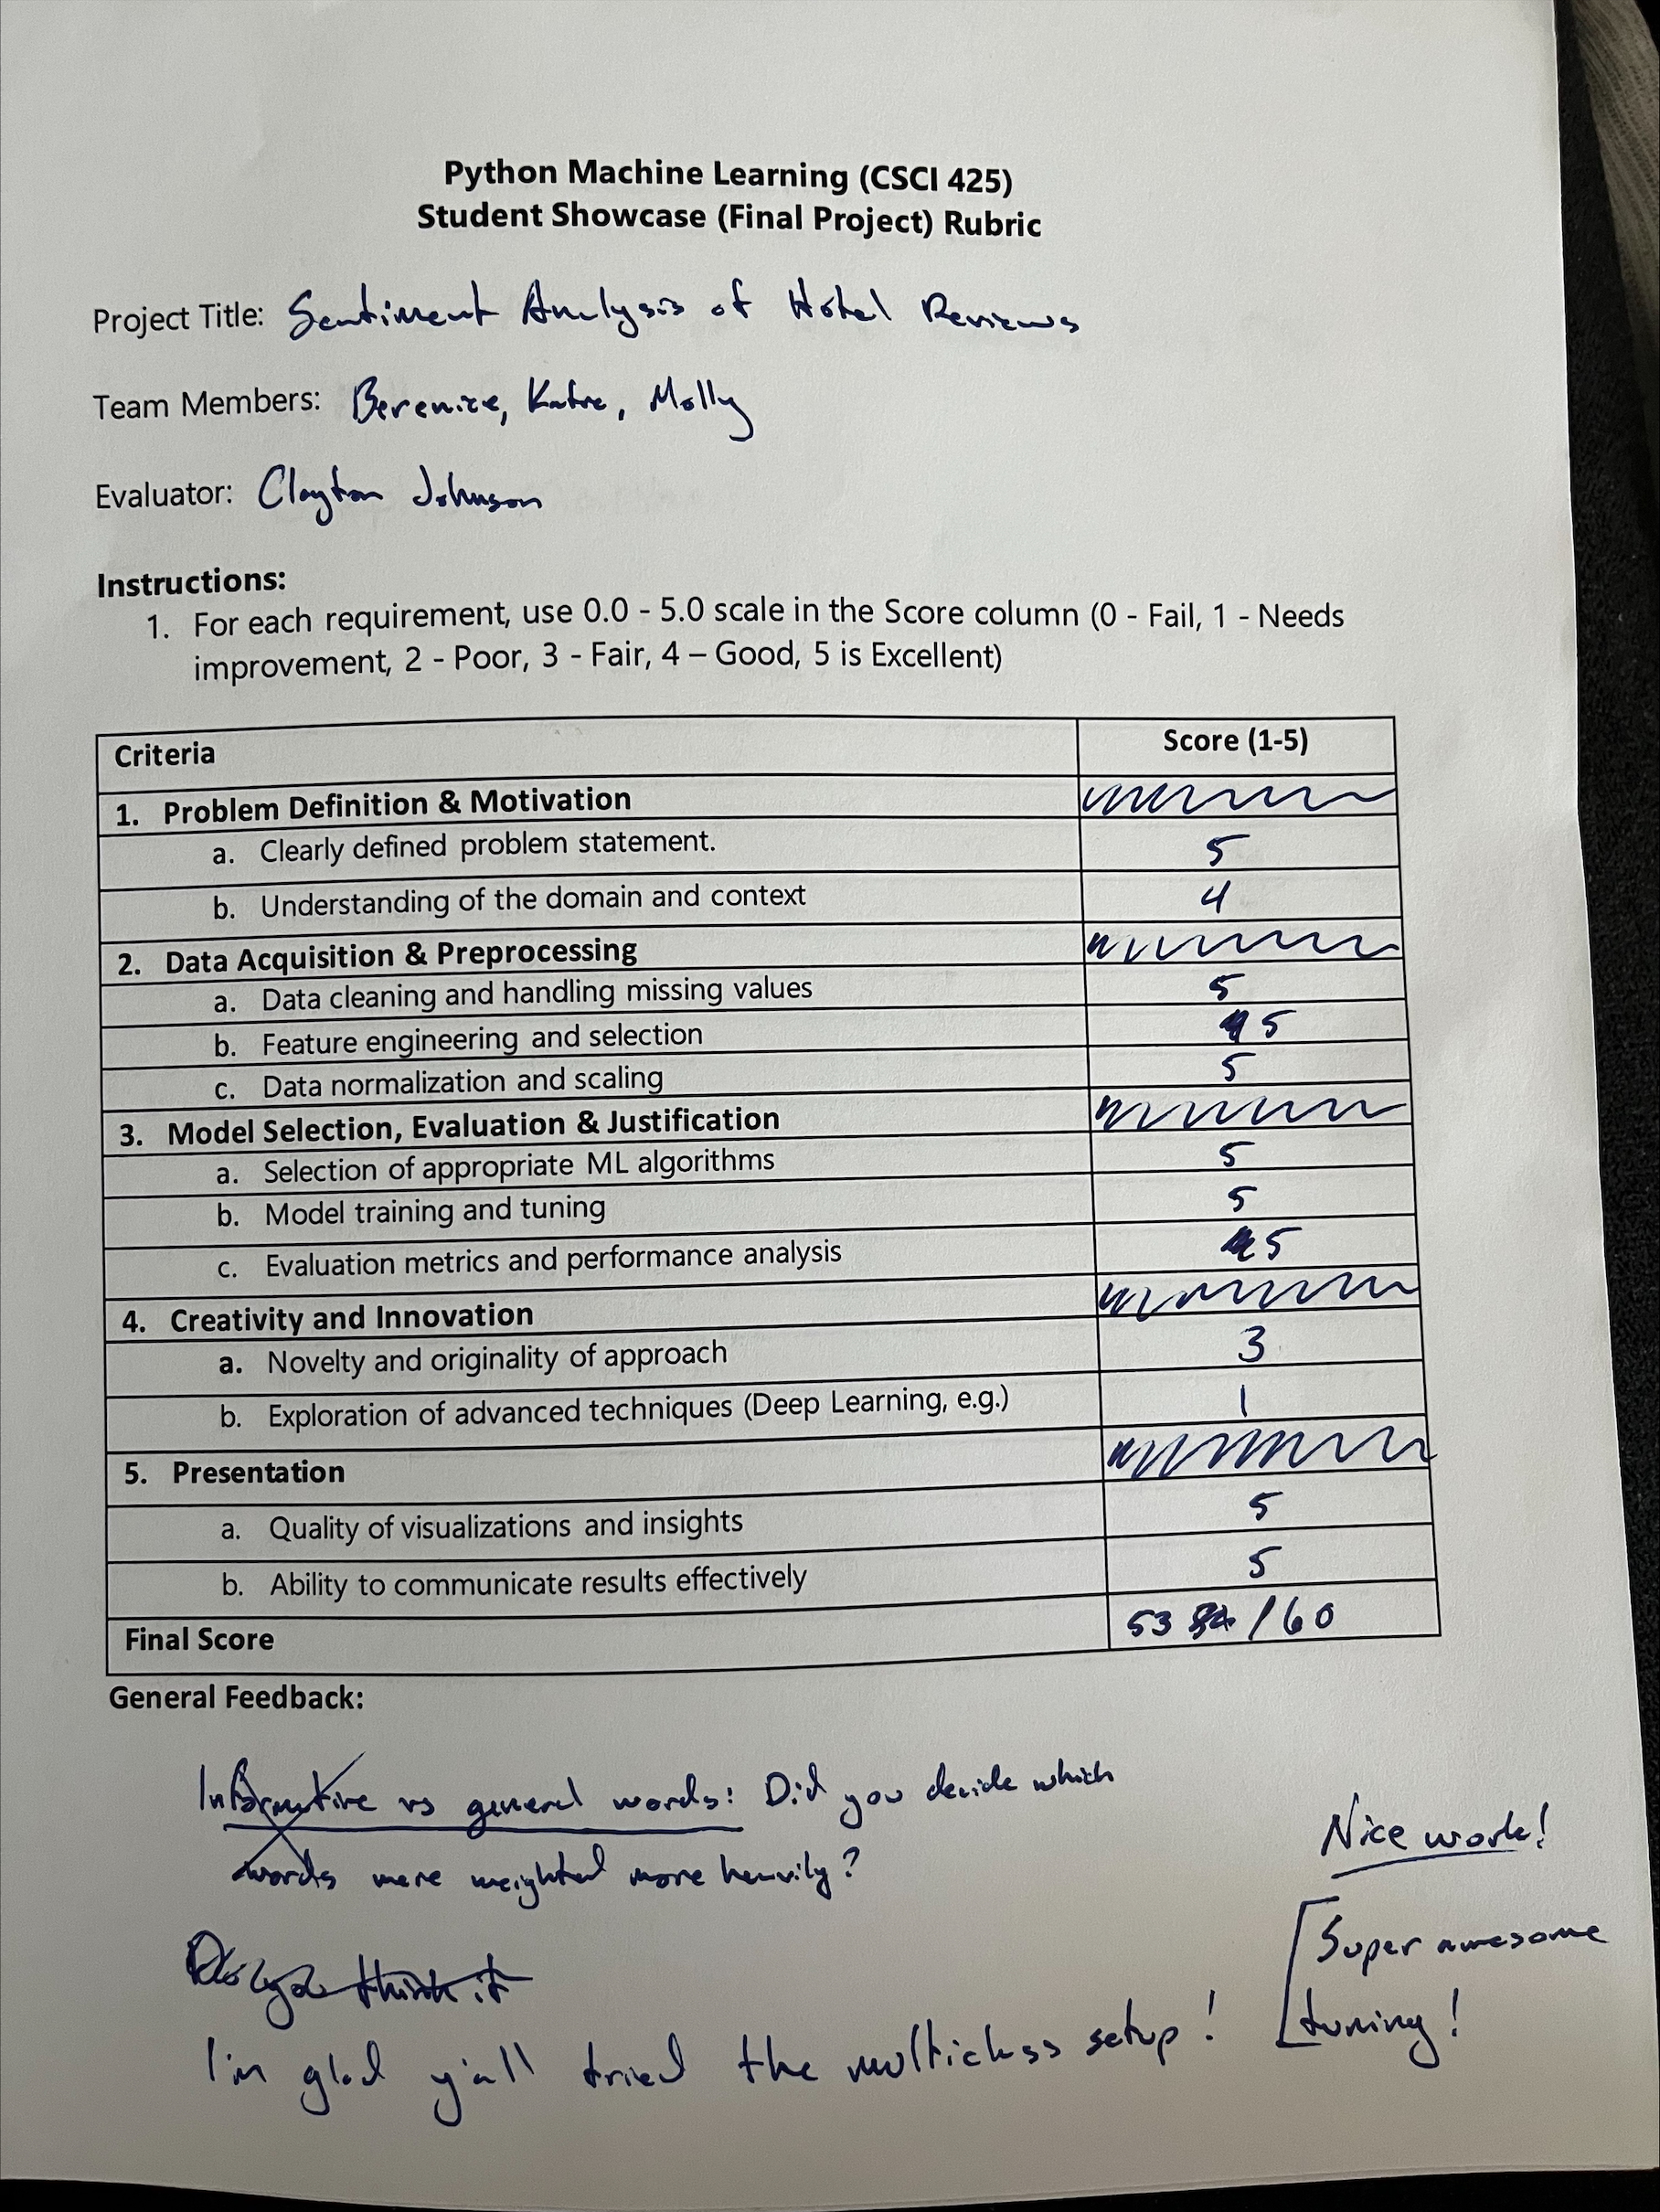 Python Machine Learning (CSCI 425)
Student Showcase (Final Project) Rubric
Project Title: Sentiment Analysis of Hotel Reviews
Team Members: Berenice, Katie, Molly
Evaluator: Clayton Johnson
Instructions:
1. For each requirement, use 0.0 - 5.0 scale in the Score column (0 - Fail, 1 - Needs
improvement, 2 - Poor, 3 - Fair, 4 – Good, 5 is Excellent)
Criteria Score (1-5)
1. Problem Definition & Motivation
a. Clearly defined problem statement. 5
b. Understanding of the domain and context 4
2. Data Acquisition & Preprocessing
a. Data cleaning and handling missing values 5
b. Feature engineering and selection 5
c. Data normalization and scaling 5
3. Model Selection, Evaluation & Justification
a. Selection of appropriate ML algorithms 5
b. Model training and tuning 5
c. Evaluation metrics and performance analysis 5
4. Creativity and Innovation
a. Novelty and originality of approach 3
b. Exploration of advanced techniques (Deep Learning, e.g.) 1
5. Presentation
a. Quality of visualizations and insights 5
b. Ability to communicate results effectively 5
Final Score 53 /60
General Feedback:
Informative vs general words: Did you decide which
words were weighted more heavily?
Nice work!
Super awesome
tuning!
Do you think it
I'm glad y'all tried the multiclass setup!